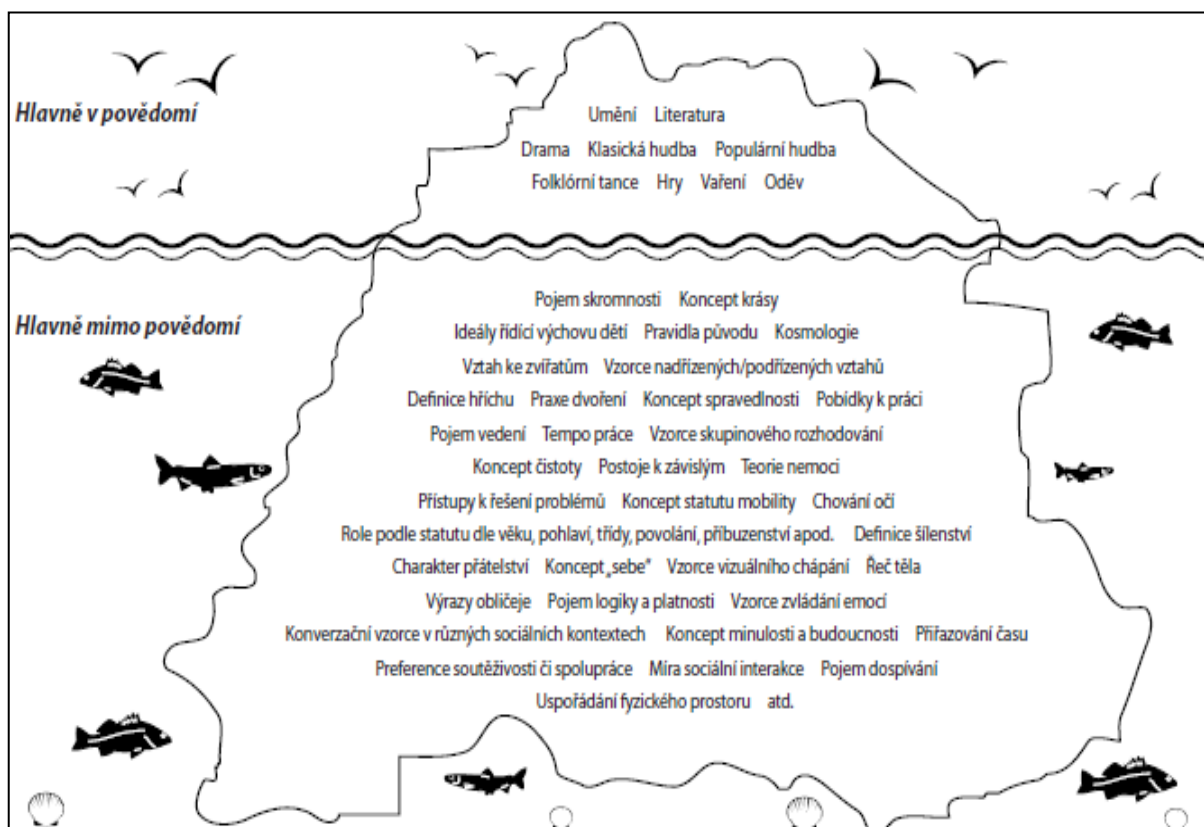 Hlavně v povědomí
Umění Literatura
Drama Klasická hudba Populární hudba
Folklórní tance Hry Vaření Oděv
Hlavně mimo povědomí
Pojem skromnosti Koncept krásy
Ideály řídící výchovu dětí Pravidla původu Kosmologie
Vztah ke zvířatům Vzorce nadřízených/podřízených vztahů
Definice hříchu Praxe dvoření Koncept spravedlnosti Pobídky k práci
Pojem vedení Tempo práce Vzorce skupinového rozhodování
Koncept čistoty Postoje k závislým Teorie nemoci
Přístupy k řešení problémů Koncept statutu mobility Chování očí
Role podle statutu dle věku, pohlaví, třídy, povolání, příbuzenství apod. Definice šílenství
Charakter přátelství Koncept „sebe" Vzorce vizuálního chápání Řeč těla
Výrazy obličeje Pojem logiky a platnosti Vzorce zvládání emocí
Konverzační vzorce v různých sociálních kontextech Koncept minulosti a budoucnosti Přiřazování času
Preference soutěživosti či spolupráce Míra sociální interakce Pojem dospívání
Uspořádání fyzického prostoru atd.